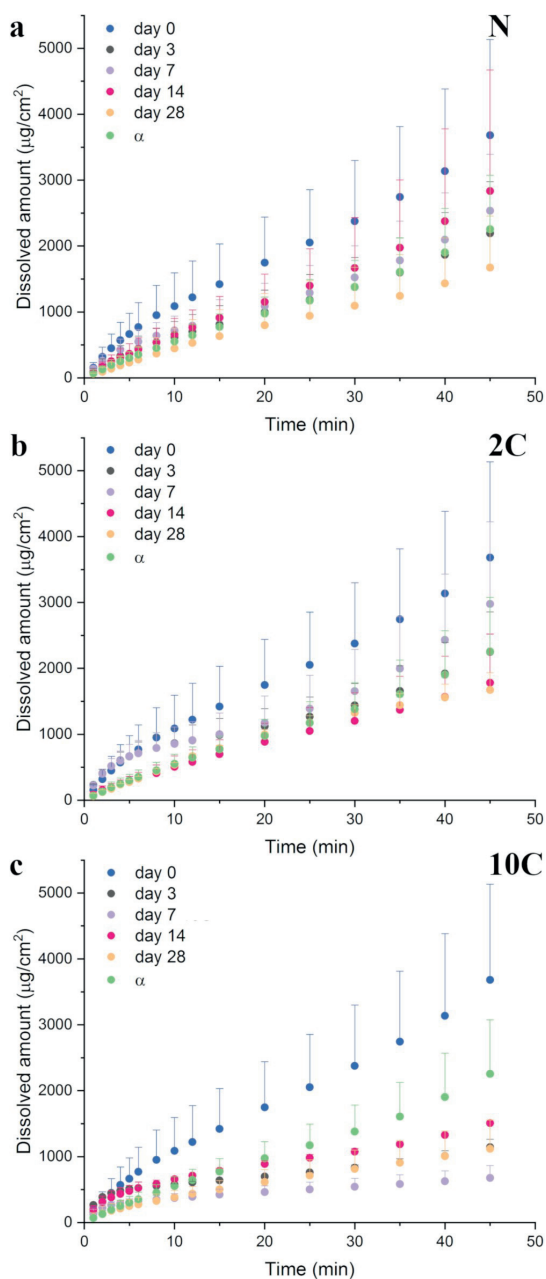 a
N
day 0
day 3
day 7
day 14
day 28
α
Dissolved amount (µg/cm²)
5000
4000
3000
2000
1000
0
0 10 20 30 40 50
Time (min)
b
2C
day 0
day 3
day 7
day 14
day 28
α
Dissolved amount (µg/cm²)
5000
4000
3000
2000
1000
0
0 10 20 30 40 50
Time (min)
c
10C
day 0
day 3
day 7
day 14
day 28
α
Dissolved amount (µg/cm²)
5000
4000
3000
2000
1000
0
0 10 20 30 40 50
Time (min)